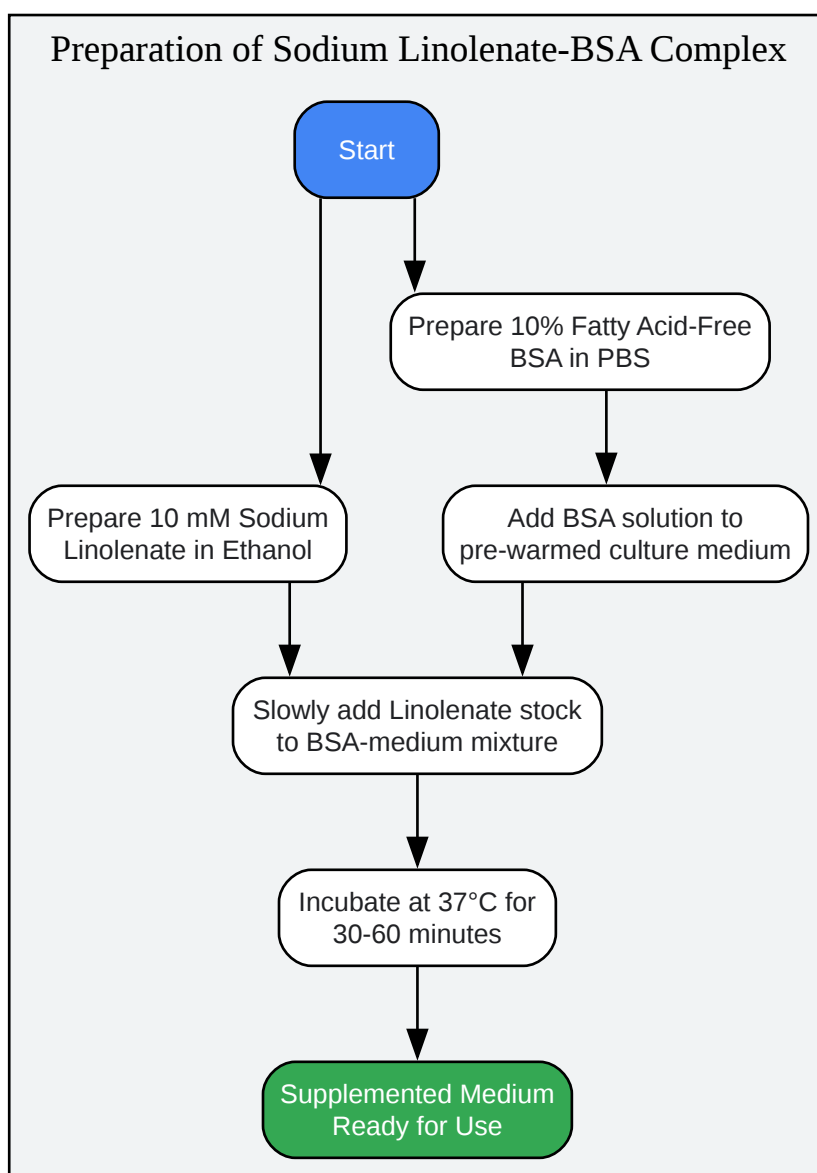 Preparation of Sodium Linolenate-BSA Complex
Start
Prepare 10% Fatty Acid-Free
BSA in PBS
Prepare 10 mM Sodium
Linolenate in Ethanol
Add BSA solution to
pre-warmed culture medium
Slowly add Linolenate stock
to BSA-medium mixture
Incubate at 37°C for
30-60 minutes
Supplemented Medium
Ready for Use